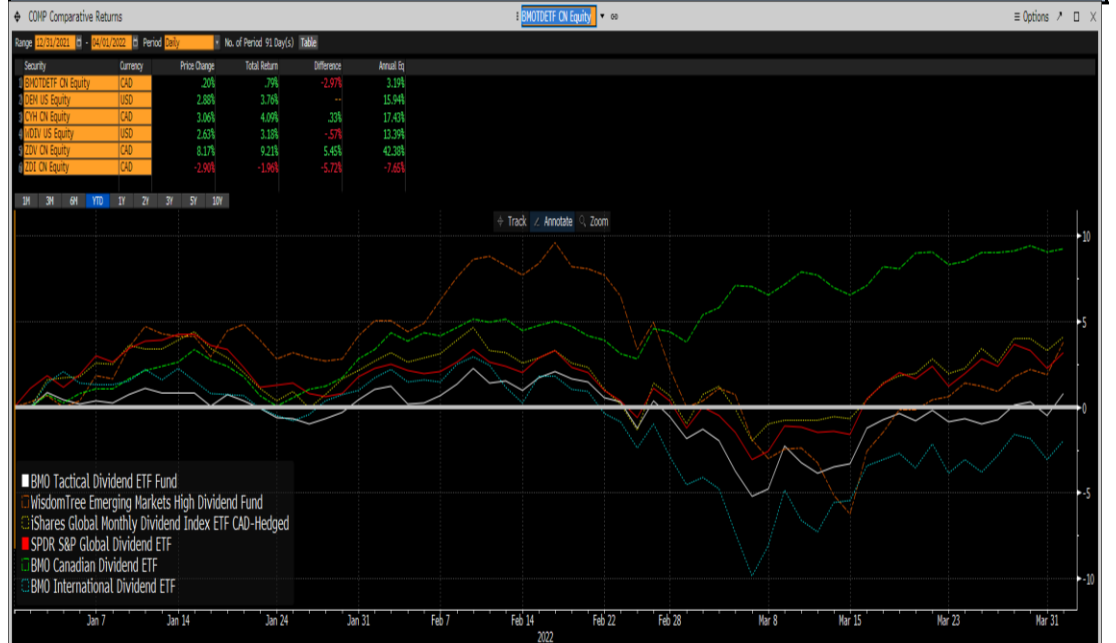 COMP Comparative Returns
BMOTDETF CN Equity
Options
Range 12/31/2021 - 04/01/2022 Period Daily No. of Period 91 Day(s) Table
Security Currency Price Change Total Return Difference Annual Eq
1 BMOTDETF CN Equity CAD .20% .79% -2.97% 3.19%
2 DEM US Equity USD 2.88% 3.76% -- 15.94%
3 CYH CN Equity CAD 3.06% 4.09% .33% 17.43%
4 WDIV US Equity USD 2.63% 3.18% -.57% 13.39%
5 ZDV CN Equity CAD 8.17% 9.21% 5.45% 42.38%
6 ZDI CN Equity CAD -2.90% -1.96% -5.72% -7.65%
1M 3M 6M YTD 1Y 2Y 3Y 5Y 10Y
Track Annotate Zoom
10
5
0
-5
-10
BMO Tactical Dividend ETF Fund
WisdomTree Emerging Markets High Dividend Fund
iShares Global Monthly Dividend Index ETF CAD-Hedged
SPDR S&P Global Dividend ETF
BMO Canadian Dividend ETF
BMO International Dividend ETF
Jan 7 Jan 14 Jan 24 Jan 31 Feb 7 Feb 14 Feb 22 Feb 28 Mar 8 Mar 15 Mar 23 Mar 31
2022